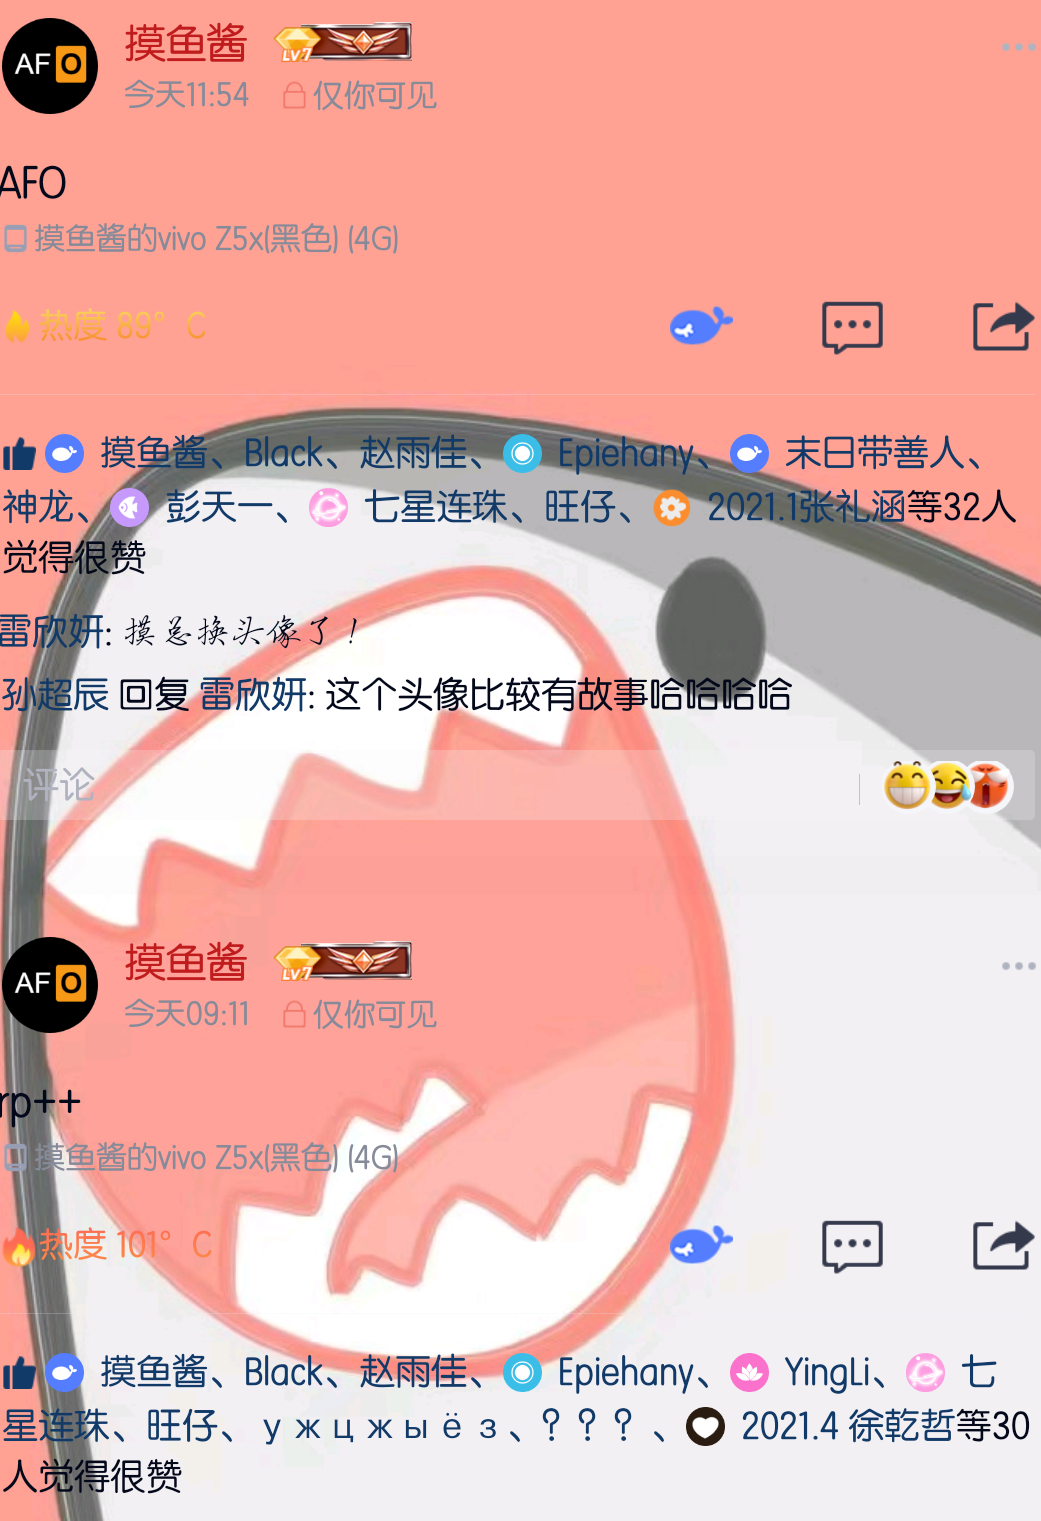 AFO
摸鱼酱 LV7
今天11:54 仅你可见
AFO
摸鱼酱的vivo Z5x(黑色) (4G)
热度 89°C
摸鱼酱、Black、赵雨佳、 Epiehany、 末日带善人、
神龙、 彭天一、 七星连珠、旺仔、 2021.1张礼涵等32人
觉得很赞
雷欣妍: 摸总换头像了！
孙超辰 回复 雷欣妍: 这个头像比较有故事哈哈哈哈
评论
AFO
摸鱼酱 LV7
今天09:11 仅你可见
rp++
摸鱼酱的vivo Z5x(黑色) (4G)
热度 101°C
摸鱼酱、Black、赵雨佳、 Epiehany、 YingLi、 七
星连珠、旺仔、ужцжыёз、？？？、 2021.4 徐乾哲等30
人觉得很赞